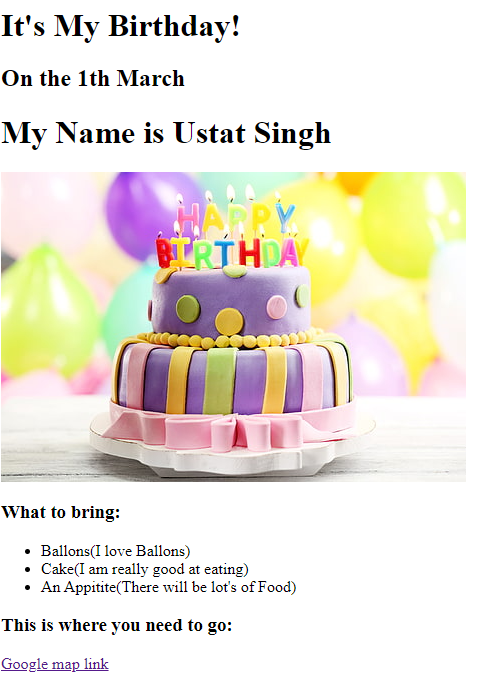 It's My Birthday!
On the 1th March
My Name is Ustat Singh
HAPPY
BIRTHDAY
What to bring:
Ballons(I love Ballons)
Cake(I am really good at eating)
An Appitite(There will be lot's of Food)
This is where you need to go:
Google map link